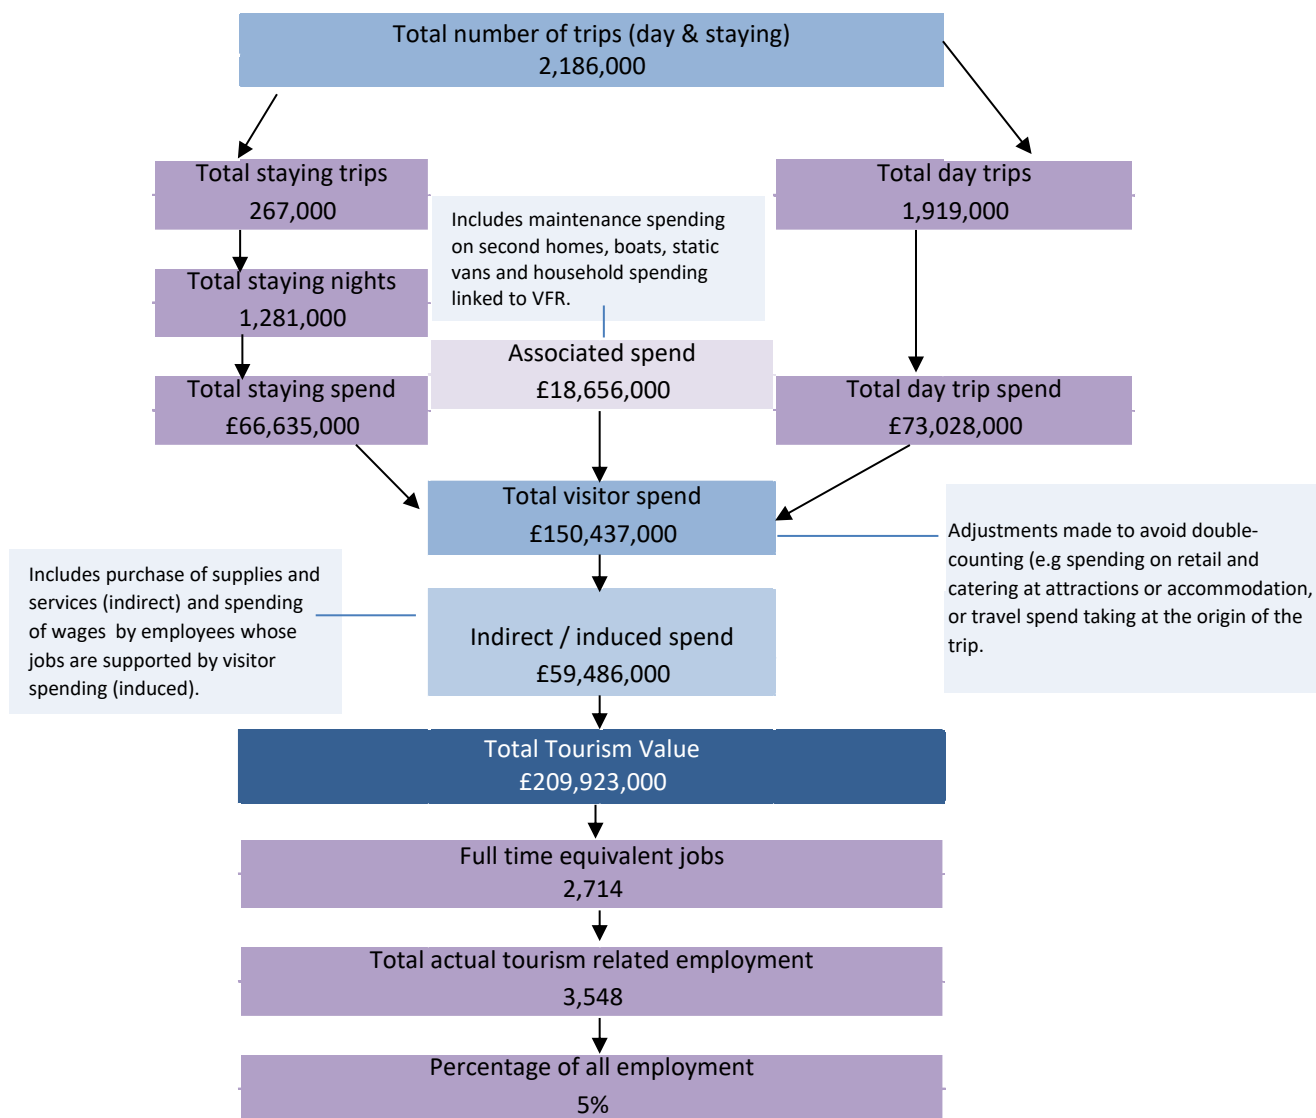 Total number of trips (day & staying)
2,186,000
Total staying trips
267,000
Total day trips
1,919,000
Includes maintenance spending
on second homes, boats, static
vans and household spending
linked to VFR.
Total staying nights
1,281,000
Associated spend
£18,656,000
Total staying spend
£66,635,000
Total day trip spend
£73,028,000
Total visitor spend
£150,437,000
Adjustments made to avoid double-
counting (e.g spending on retail and
catering at attractions or accommodation,
or travel spend taking at the origin of the
trip.
Includes purchase of supplies and
services (indirect) and spending
of wages by employees whose
jobs are supported by visitor
spending (induced).
Indirect / induced spend
£59,486,000
Total Tourism Value
£209,923,000
Full time equivalent jobs
2,714
Total actual tourism related employment
3,548
Percentage of all employment
5%